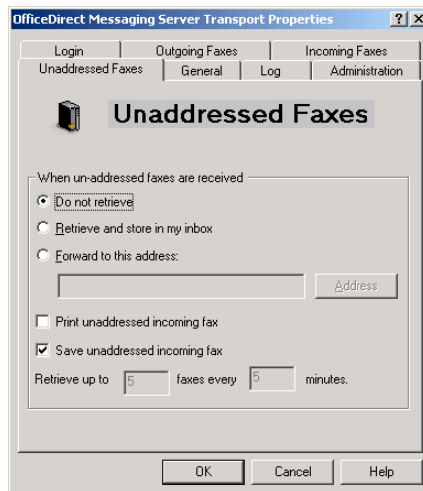 OfficeDirect Messaging Server Transport Properties
Login Outgoing Faxes Incoming Faxes
Unaddressed Faxes General Log Administration
Unaddressed Faxes
When un-addressed faxes are received
Do not retrieve
Retrieve and store in my inbox
Forward to this address:
Address
Print unaddressed incoming fax
Save unaddressed incoming fax
Retrieve up to 5 faxes every 5 minutes.
OK Cancel Help